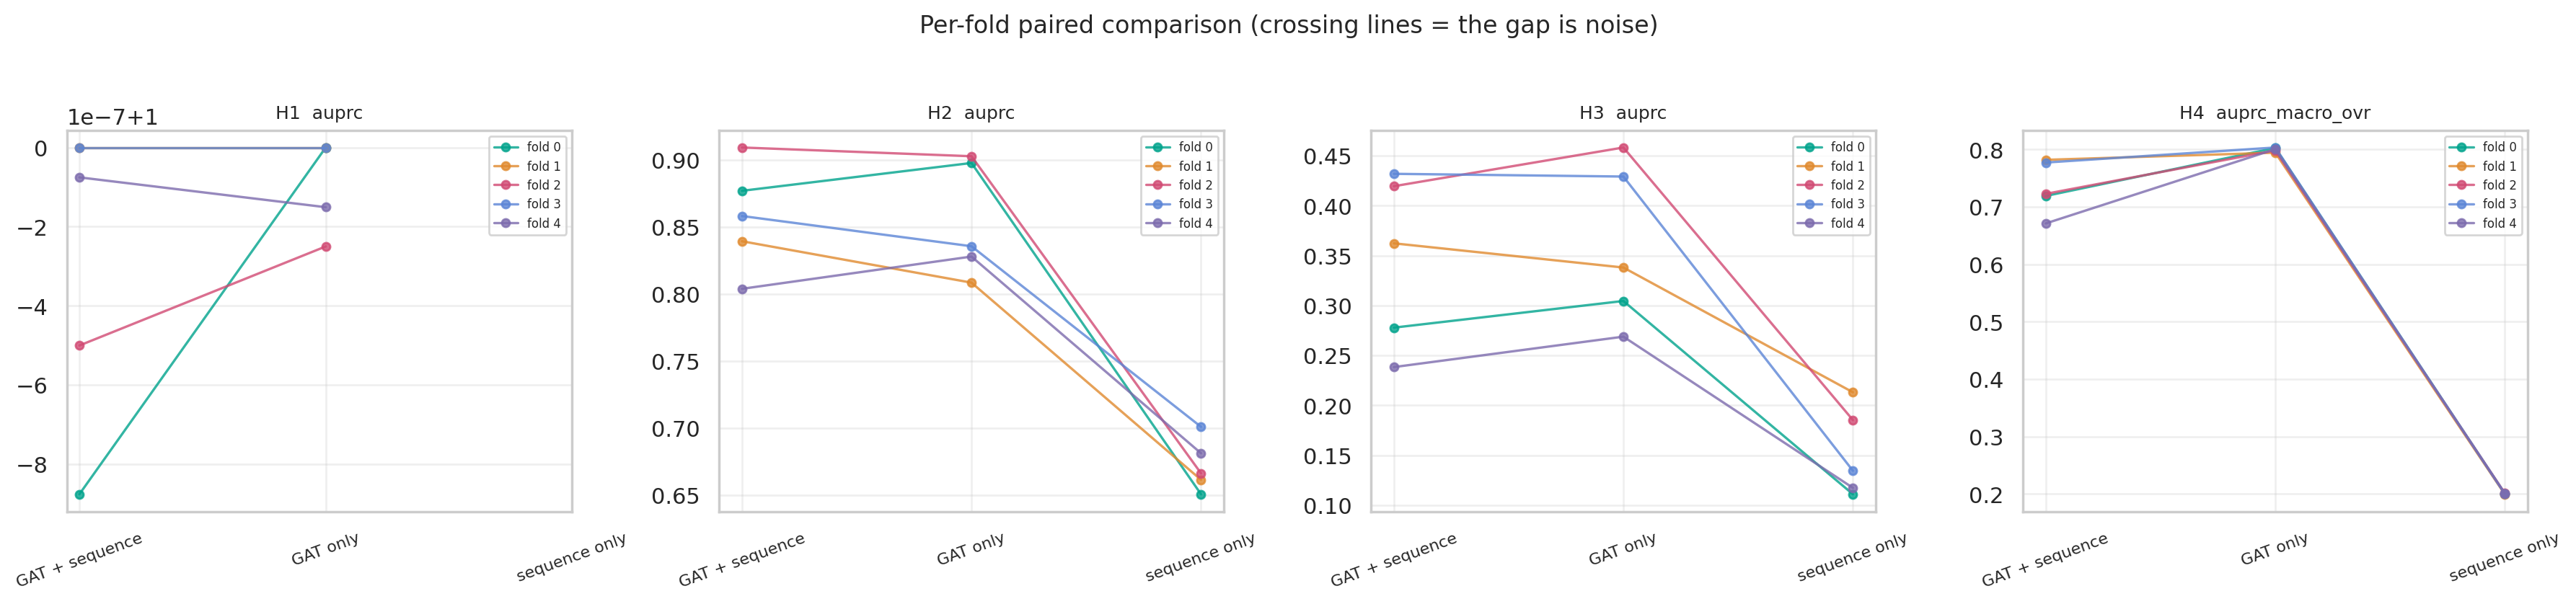 Per-fold paired comparison (crossing lines = the gap is noise)
H1 auprc
1e−7+1
0
−2
−4
−6
−8
GAT + sequence
GAT only
sequence only
fold 0
fold 1
fold 2
fold 3
fold 4
H2 auprc
0.90
0.85
0.80
0.75
0.70
0.65
GAT + sequence
GAT only
sequence only
fold 0
fold 1
fold 2
fold 3
fold 4
H3 auprc
0.45
0.40
0.35
0.30
0.25
0.20
0.15
0.10
GAT + sequence
GAT only
sequence only
fold 0
fold 1
fold 2
fold 3
fold 4
H4 auprc_macro_ovr
0.8
0.7
0.6
0.5
0.4
0.3
0.2
GAT + sequence
GAT only
sequence only
fold 0
fold 1
fold 2
fold 3
fold 4